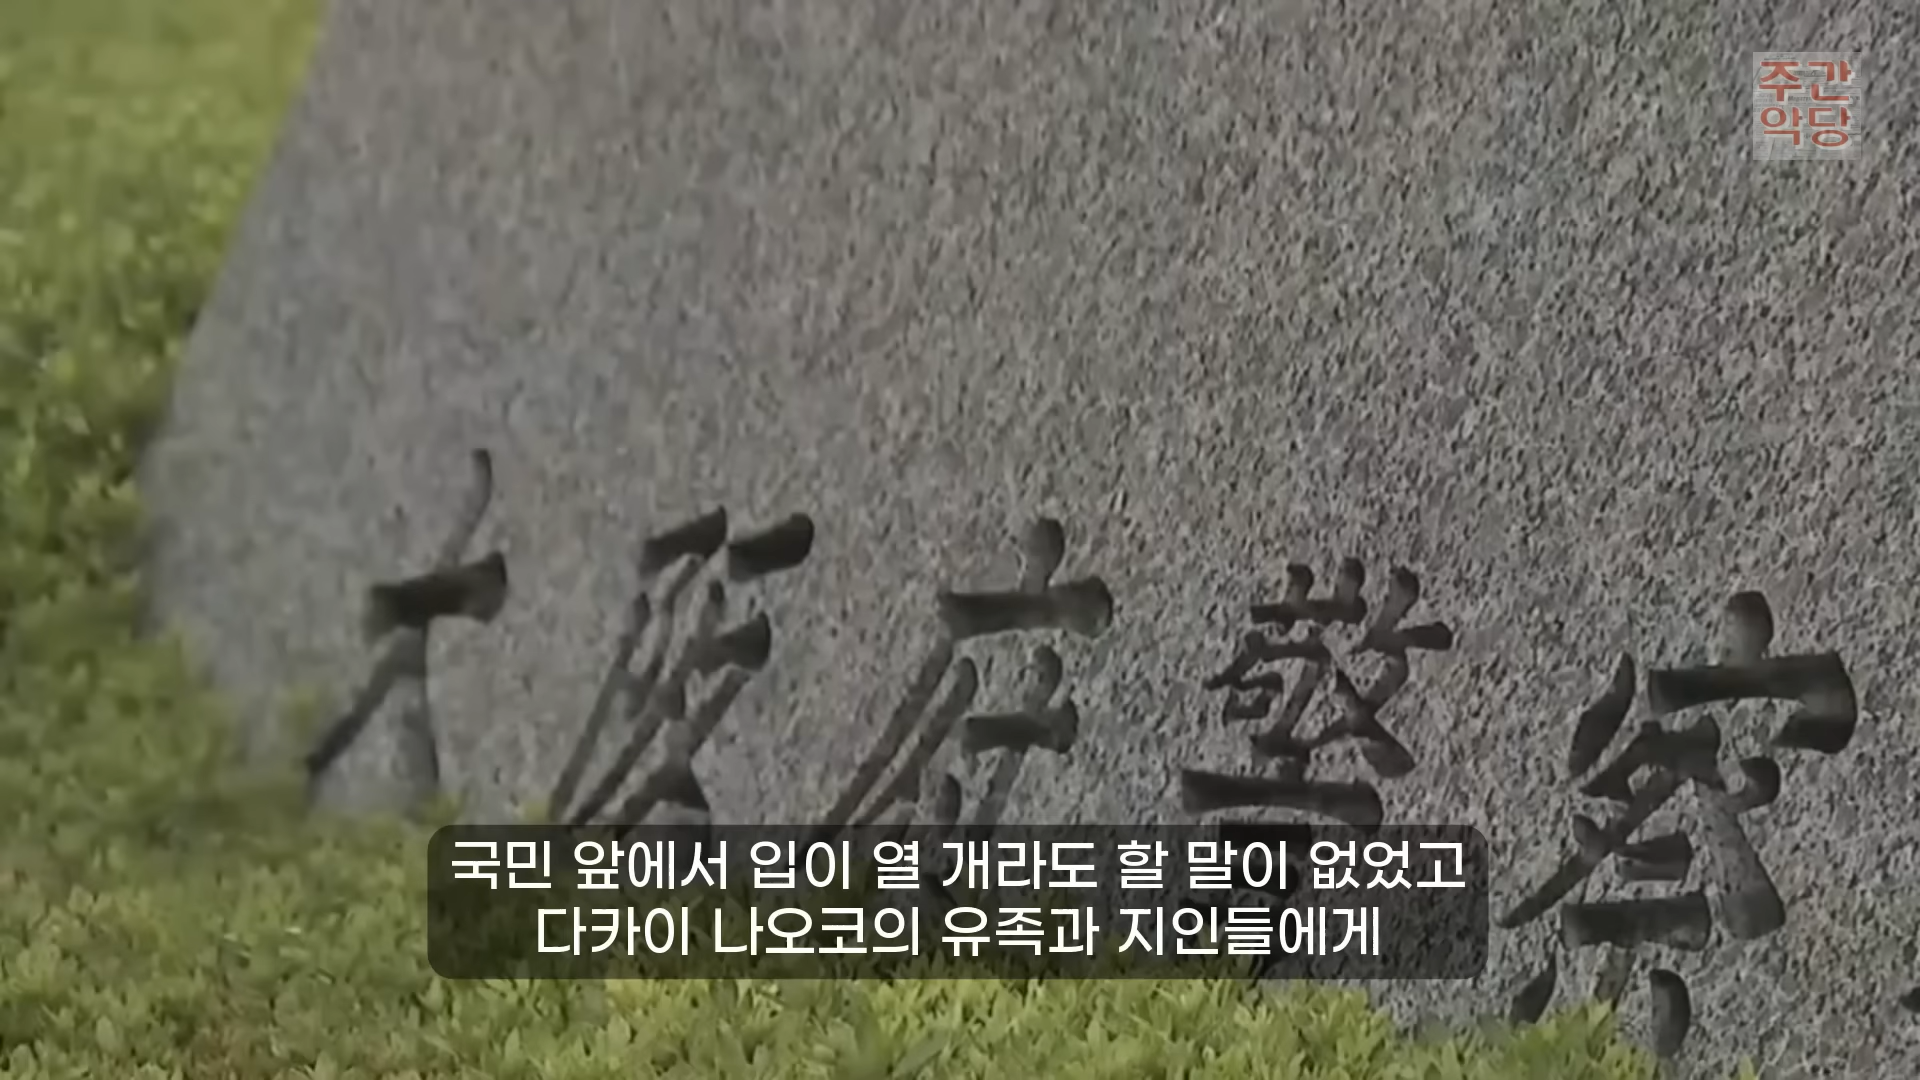 주간
악당
大阪府警察
국민 앞에서 입이 열 개라도 할 말이 없었고
다카이 나오코의 유족과 지인들에게